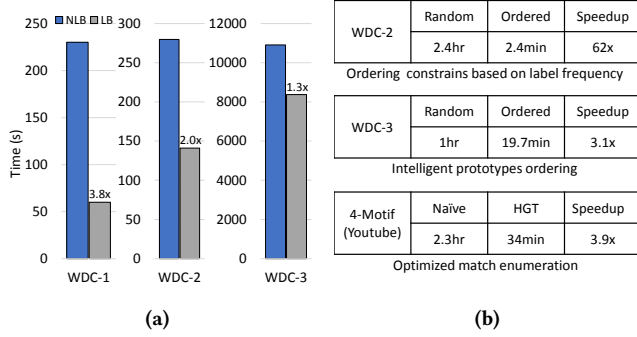 NLB LB
Time (s)
250
200
150
100
50
0
3.8x
WDC-1
300
250
200
150
100
50
0
2.0x
WDC-2
12000
10000
8000
6000
4000
2000
0
1.3x
WDC-3
(a)
WDC-2 Random Ordered Speedup
2.4hr 2.4min 62x
Ordering constrains based on label frequency
WDC-3 Random Ordered Speedup
1hr 19.7min 3.1x
Intelligent prototypes ordering
4-Motif (Youtube) Naïve HGT Speedup
2.3hr 34min 3.9x
Optimized match enumeration
(b)